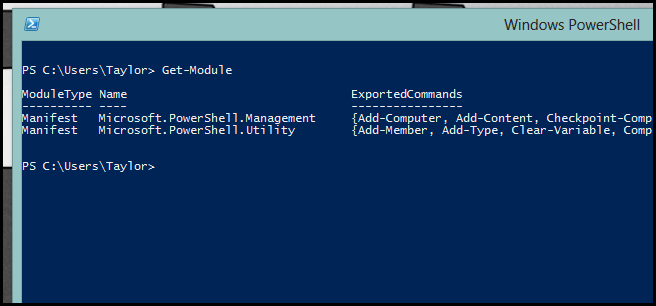 Windows PowerShell
PS C:\Users\Taylor> Get-Module
ModuleType Name ExportedCommands
---------- ---- ----------------
Manifest Microsoft.PowerShell.Management {Add-Computer, Add-Content, Checkpoint-Comp
Manifest Microsoft.PowerShell.Utility {Add-Member, Add-Type, Clear-Variable, Comp
PS C:\Users\Taylor>